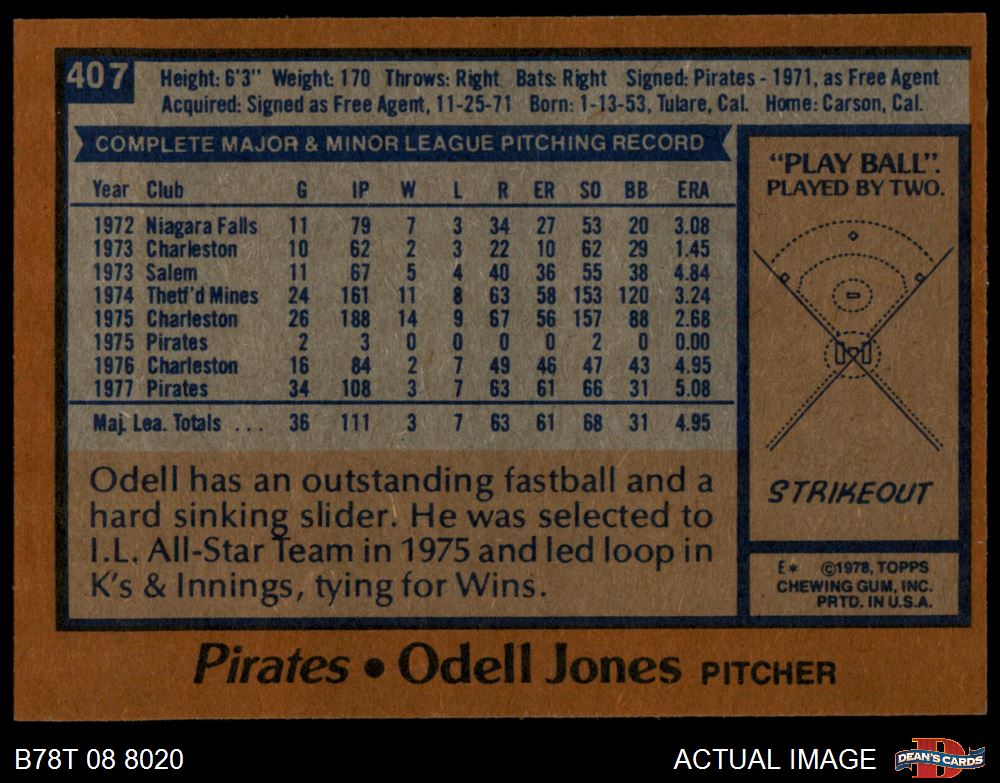 407
Height: 6'3" Weight: 170 Throws: Right Bats: Right Signed: Pirates - 1971, as Free Agent
Acquired: Signed as Free Agent, 11-25-71 Born: 1-13-53, Tulare, Cal. Home: Carson, Cal.
COMPLETE MAJOR & MINOR LEAGUE PITCHING RECORD
Year Club G IP W L R ER SO BB ERA
1972 Niagara Falls 11 79 7 3 34 27 53 20 3.08
1973 Charleston 10 62 2 3 22 10 62 29 1.45
1973 Salem 11 67 5 4 40 36 55 38 4.84
1974 Thetf'd Mines 24 161 11 8 63 58 153 120 3.24
1975 Charleston 26 188 14 9 67 56 157 88 2.68
1975 Pirates 2 3 0 0 0 0 2 0 0.00
1976 Charleston 16 84 2 7 49 46 47 43 4.95
1977 Pirates 34 108 3 7 63 61 66 31 5.08
Maj. Lea. Totals ... 36 111 3 7 63 61 68 31 4.95
Odell has an outstanding fastball and a
hard sinking slider. He was selected to
I.L. All-Star Team in 1975 and led loop in
K's & Innings, tying for Wins.
"PLAY BALL".
PLAYED BY TWO.
STRIKEOUT
E* ©1978, TOPPS
CHEWING GUM, INC.
PRTD. IN U.S.A.
Pirates • Odell Jones PITCHER
B78T 08 8020
ACTUAL IMAGE
D
DEAN'S CARDS